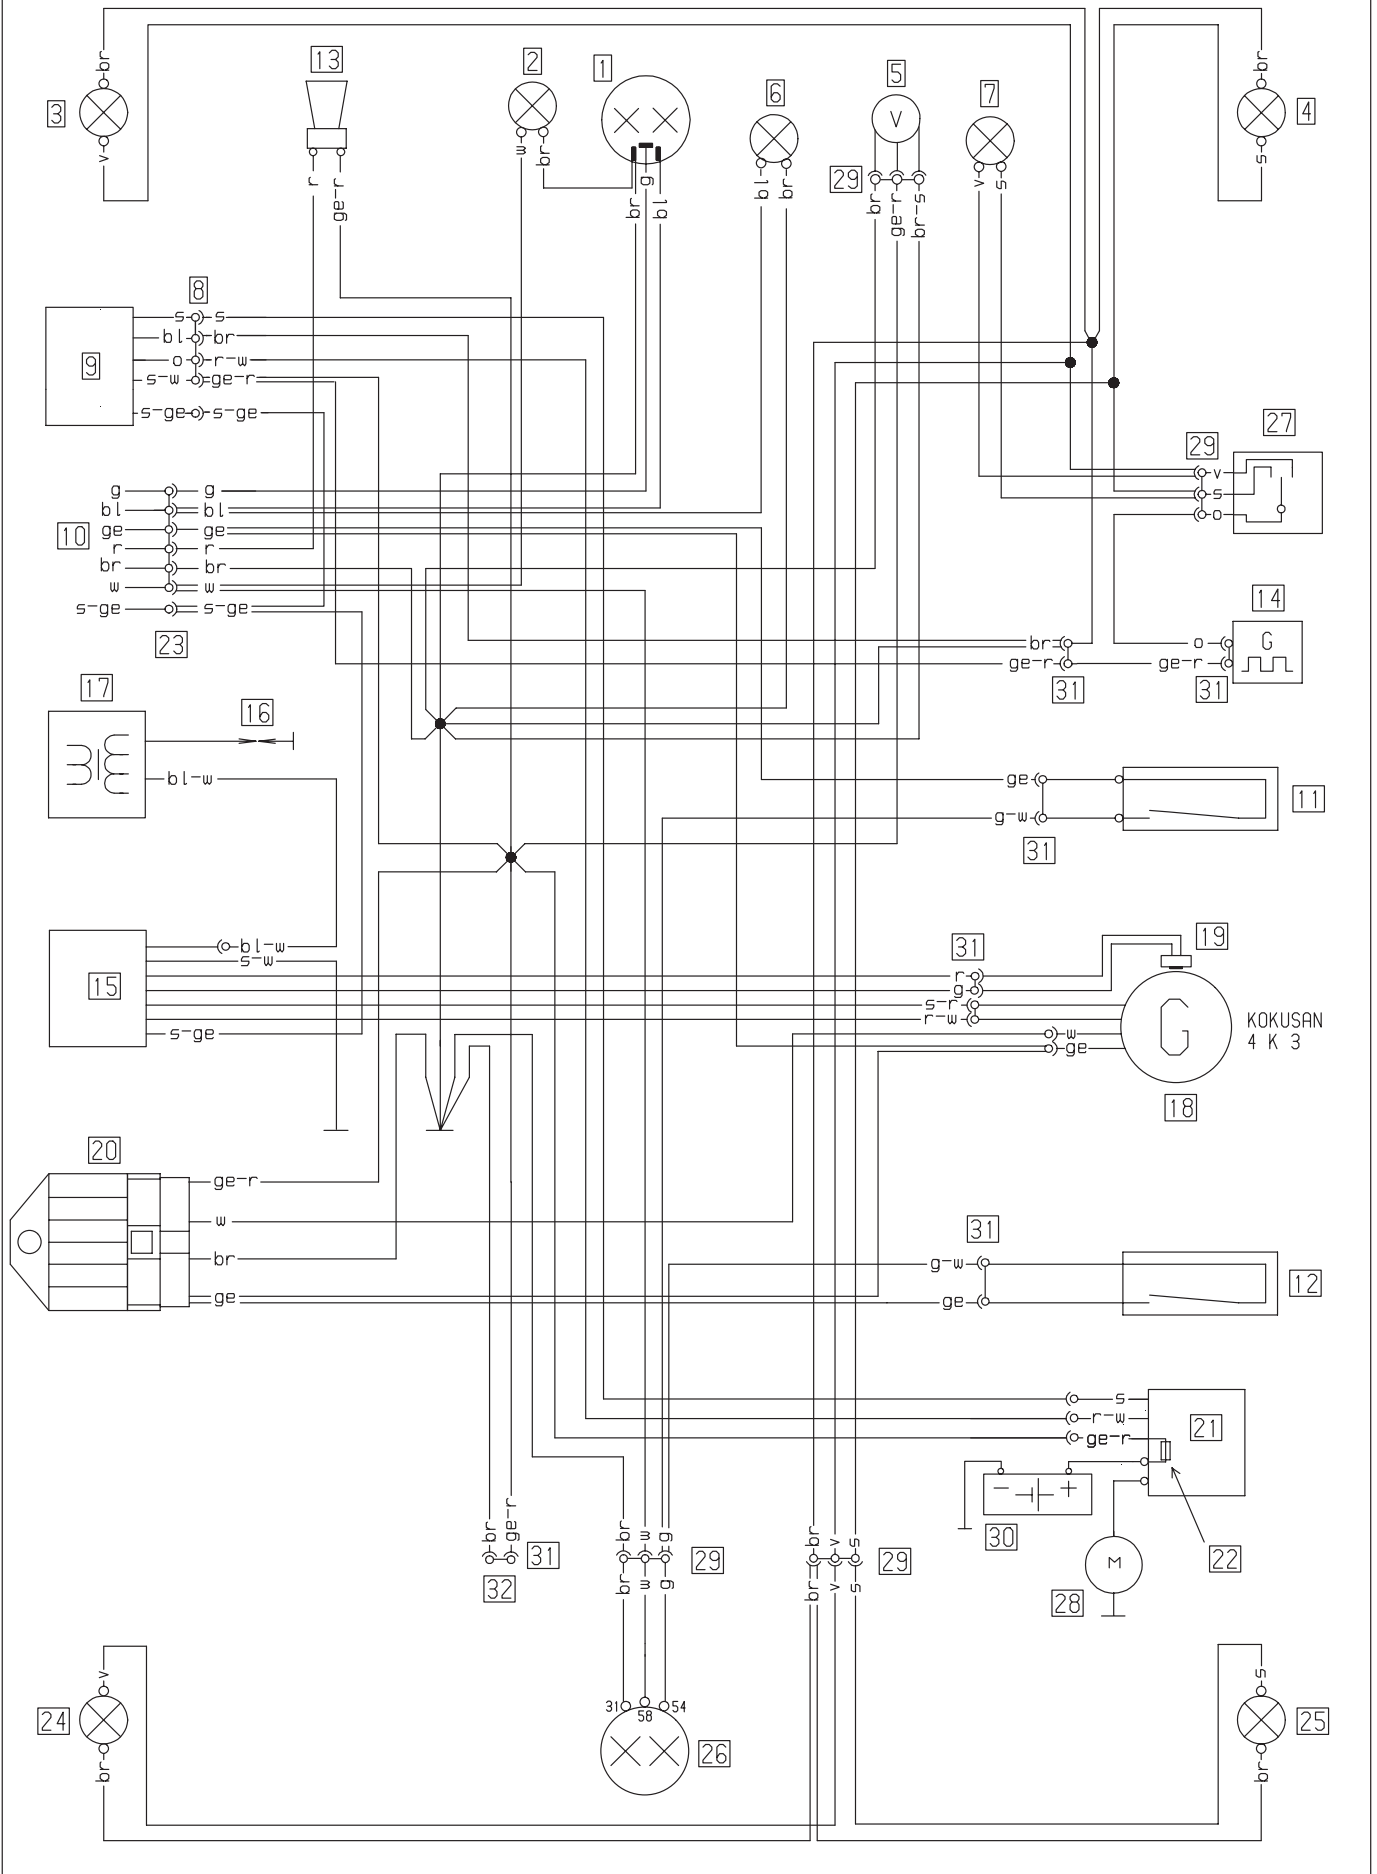 br
br
13
2
1
5
6
7
3
4
V
v
s
w
br
29
r
ge-r
br
g
bl
bl
br
br
ge-r
br-s
v
s
8
s
s
bl
br
9
o
r-w
s-w
ge-r
s-ge
s-ge
27
29
v
s
o
g
g
bl
bl
10
ge
ge
r
r
br
br
w
w
s-ge
s-ge
23
14
G
br
o
ge-r
ge-r
31
31
17
16
bl-w
ge
11
g-w
31
bl-w
s-w
31
19
15
r
g
s-r
r-w
s-ge
w
ge
G
KOKUSAN
4 K 3
18
20
ge-r
w
br
ge
31
g-w
ge
12
s
r-w
ge-r
21
-
+
30
22
M
28
br
ge-r
31
32
br
w
g
29
br
w
g
br
v
s
29
br
v
s
v
24
br
31
58
54
26
s
25
br